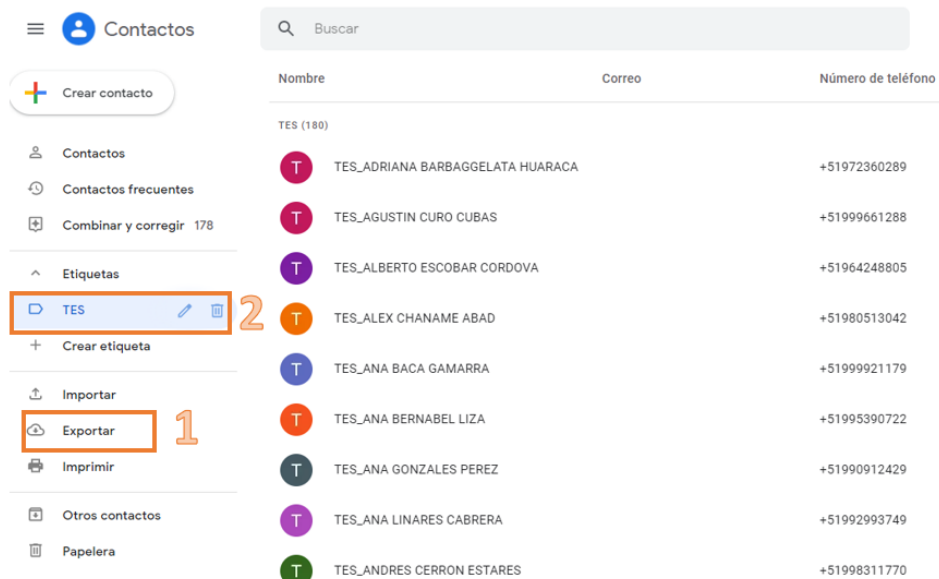 Contactos
Buscar
Crear contacto
Contactos
Contactos frecuentes
Combinar y corregir 178
Etiquetas
TES
2
Crear etiqueta
Importar
Exportar
1
Imprimir
Otros contactos
Papelera
Nombre Correo Número de teléfono
TES (180)
T TES_ADRIANA BARBAGGELATA HUARACA +51972360289
T TES_AGUSTIN CURO CUBAS +51999661288
T TES_ALBERTO ESCOBAR CORDOVA +51964248805
T TES_ALEX CHANAME ABAD +51980513042
T TES_ANA BACA GAMARRA +51999921179
T TES_ANA BERNABEL LIZA +51995390722
T TES_ANA GONZALES PEREZ +51990912429
T TES_ANA LINARES CABRERA +51992993749
T TES_ANDRES CERRON ESTARES +51998311770